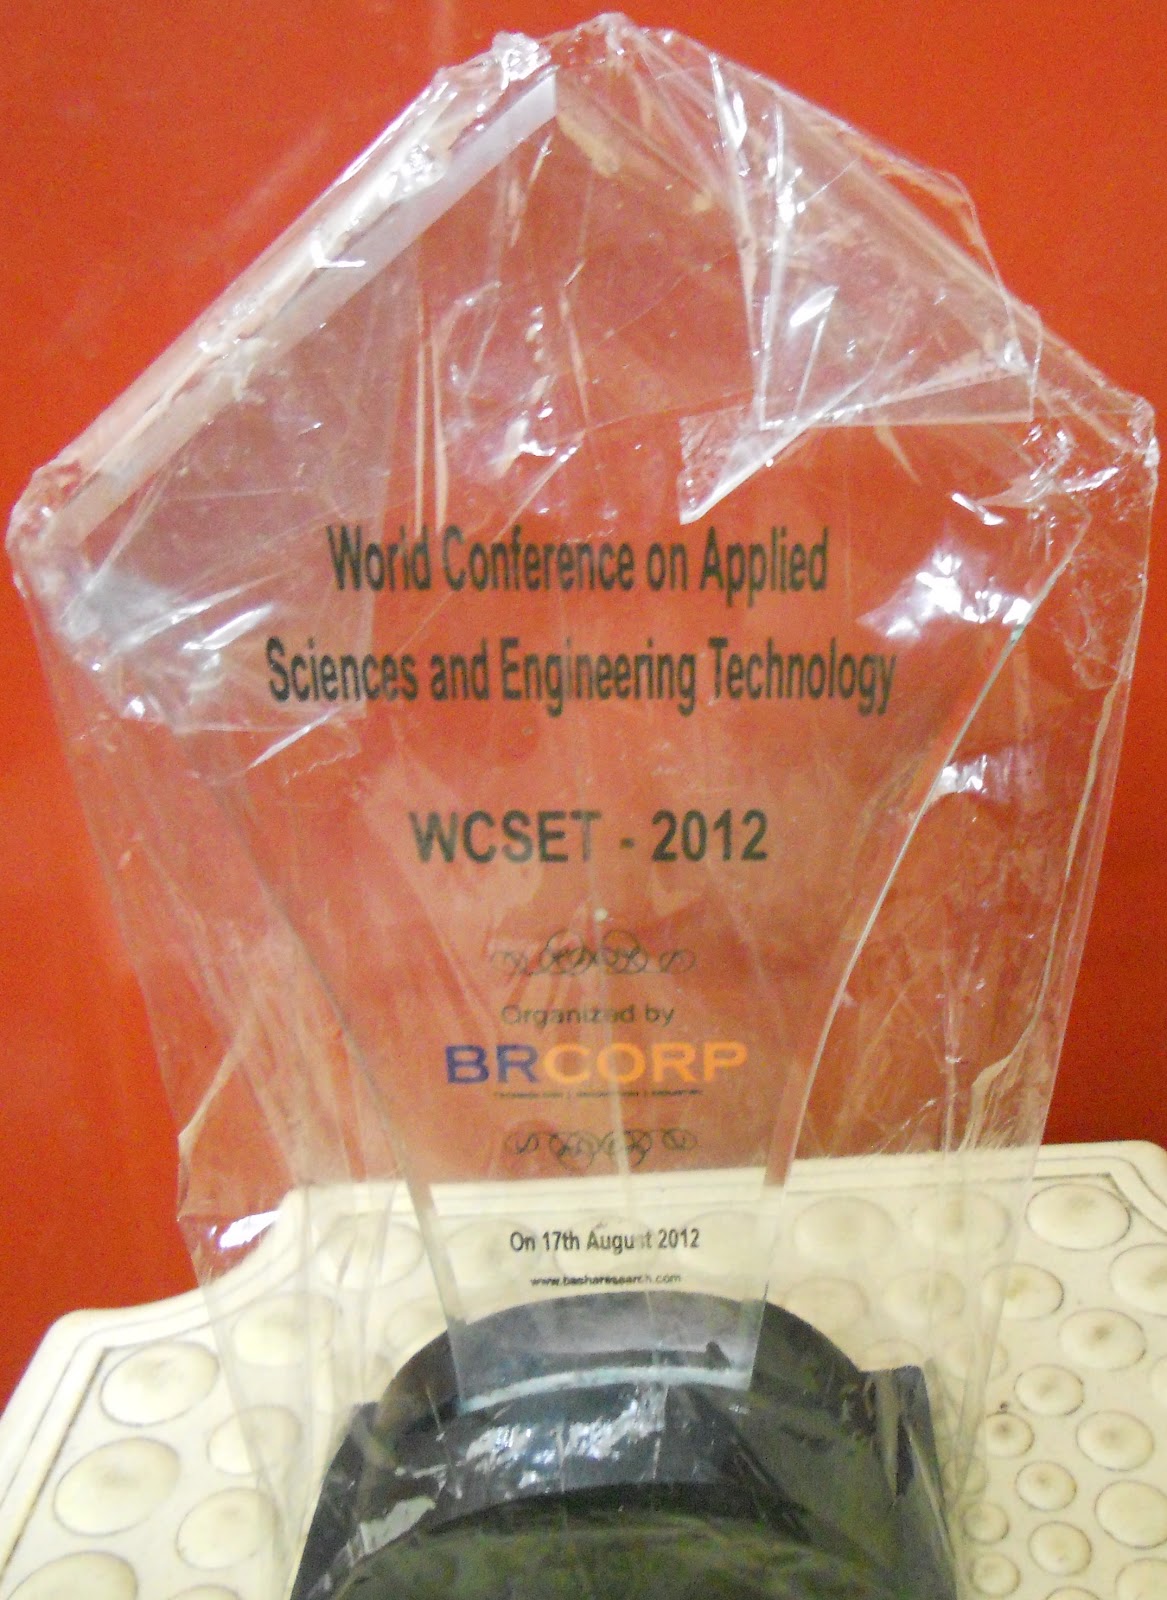 World Conference on Applied
Sciences and Engineering Technology
WCSET - 2012
Organized by
BRCORP
On 17th August 2012
www.basharesearch.com